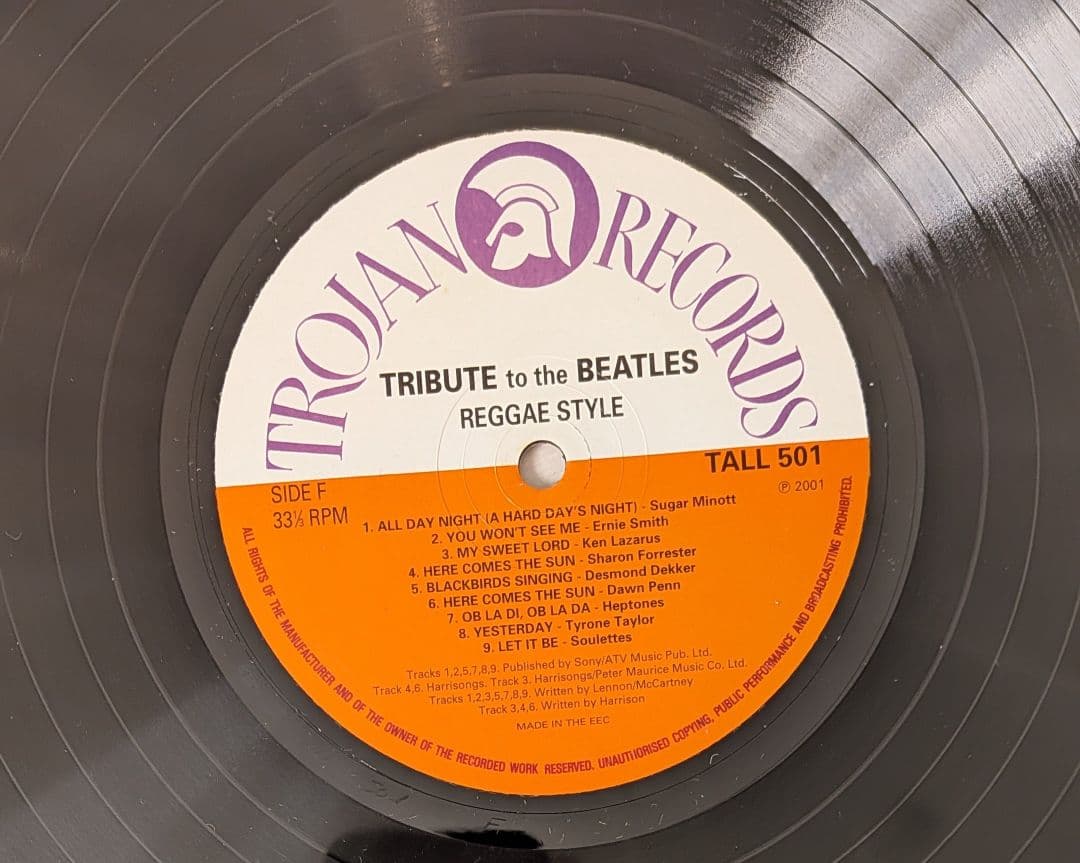 TROJAN RECORDS
TRIBUTE to the BEATLES
REGGAE STYLE
TALL 501
℗ 2001
SIDE F
33⅓ RPM
1. ALL DAY NIGHT (A HARD DAY'S NIGHT) - Sugar Minott
2. YOU WON'T SEE ME - Ernie Smith
3. MY SWEET LORD - Ken Lazarus
4. HERE COMES THE SUN - Sharon Forrester
5. BLACKBIRDS SINGING - Desmond Dekker
6. HERE COMES THE SUN - Dawn Penn
7. OB LA DI, OB LA DA - Heptones
8. YESTERDAY - Tyrone Taylor
9. LET IT BE - Soulettes
Tracks 1,2,5,7,8,9. Published by Sony/ATV Music Pub. Ltd.
Track 4,6. Harrisongs. Track 3. Harrisongs/Peter Maurice Music Co. Ltd.
Tracks 1,2,3,5,7,8,9. Written by Lennon/McCartney
Track 3,4,6. Written by Harrison
MADE IN THE EEC
ALL RIGHTS OF THE MANUFACTURER AND OF THE OWNER OF THE RECORDED WORK RESERVED. UNAUTHORISED COPYING, PUBLIC PERFORMANCE AND BROADCASTING PROHIBITED.